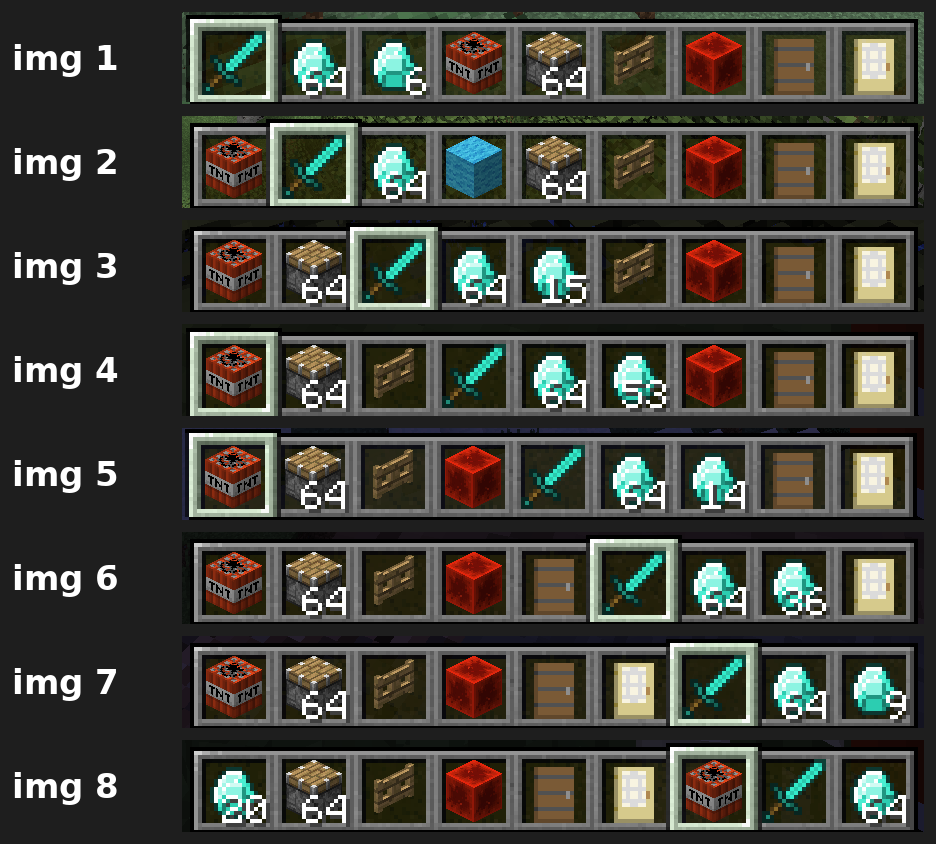 img 1 64 6 TNT TNT 64
img 2 TNT TNT 64 64
img 3 TNT TNT 64 64 15
img 4 TNT TNT 64 64 53
img 5 TNT TNT 64 64 14
img 6 TNT TNT 64 64
img 7 TNT TNT 64 64 9
img 8 64 TNT TNT 64